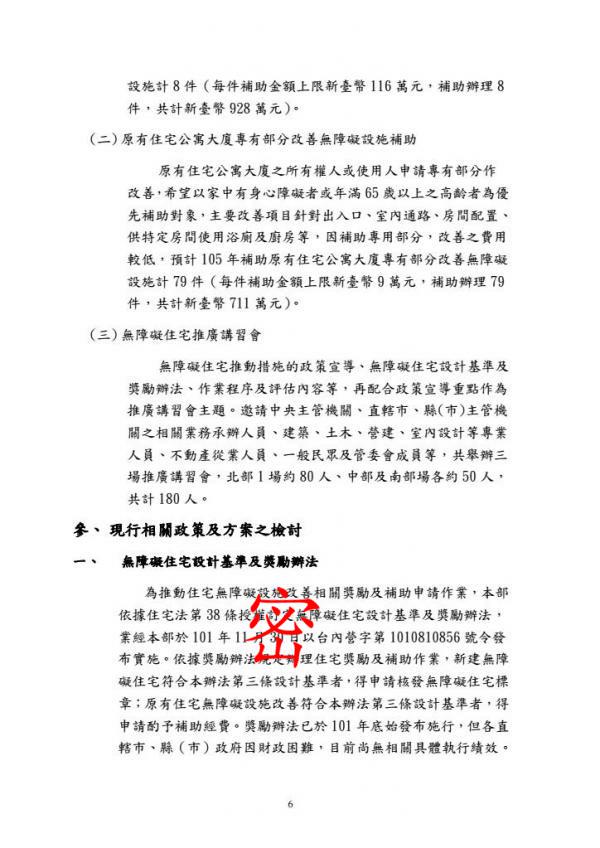 設施計 8 件（每件補助金額上限新臺幣 116 萬元，補助辦理 8
件，共計新臺幣 928 萬元）。
（二）原有住宅公寓大廈專有部分改善無障礙設施補助
原有住宅公寓大廈之所有權人或使用人申請專有部分作
改善，希望以家中有身心障礙者或年滿 65 歲以上之高齡者為優
先補助對象，主要改善項目針對出入口、室內通路、房間配置、
供特定房間使用浴廁及廚房等，因補助專用部分，改善之費用
較低，預計 105 年補助原有住宅公寓大廈專有部分改善無障礙
設施計 79 件（每件補助金額上限新臺幣 9 萬元，補助辦理 79
件，共計新臺幣 711 萬元）。
（三）無障礙住宅推廣講習會
無障礙住宅推動措施的政策宣導、無障礙住宅設計基準及
獎勵辦法、作業程序及評估內容等，再配合政策宣導重點作為
推廣講習會主題。邀請中央主管機關、直轄市、縣(市)主管機
關之相關業務承辦人員、建築、土木、營建、室內設計等專業
人員、不動產從業人員、一般民眾及管委會成員等，共舉辦三
場推廣講習會，北部 1 場約 80 人、中部及南部場各約 50 人，
共計 180 人。
參、 現行相關政策及方案之檢討
一、 無障礙住宅設計基準及獎勵辦法
為推動住宅無障礙設施改善相關獎勵及補助申請作業，本部
依據住宅法第 38 條授權訂定無障礙住宅設計基準及獎勵辦法，
業經本部於 101 年 11 月 30 日以台內營字第 1010810856 號令發
布實施。依據獎勵辦法規定辦理住宅獎勵及補助作業，新建無障
礙住宅符合本辦法第三條設計基準者，得申請核發無障礙住宅標
章；原有住宅無障礙設施改善符合本辦法第三條設計基準者，得
申請酌予補助經費。獎勵辦法已於 101 年底始發布施行，但各直
轄市、縣（市）政府因財政困難，目前尚無相關具體執行績效。
密
6